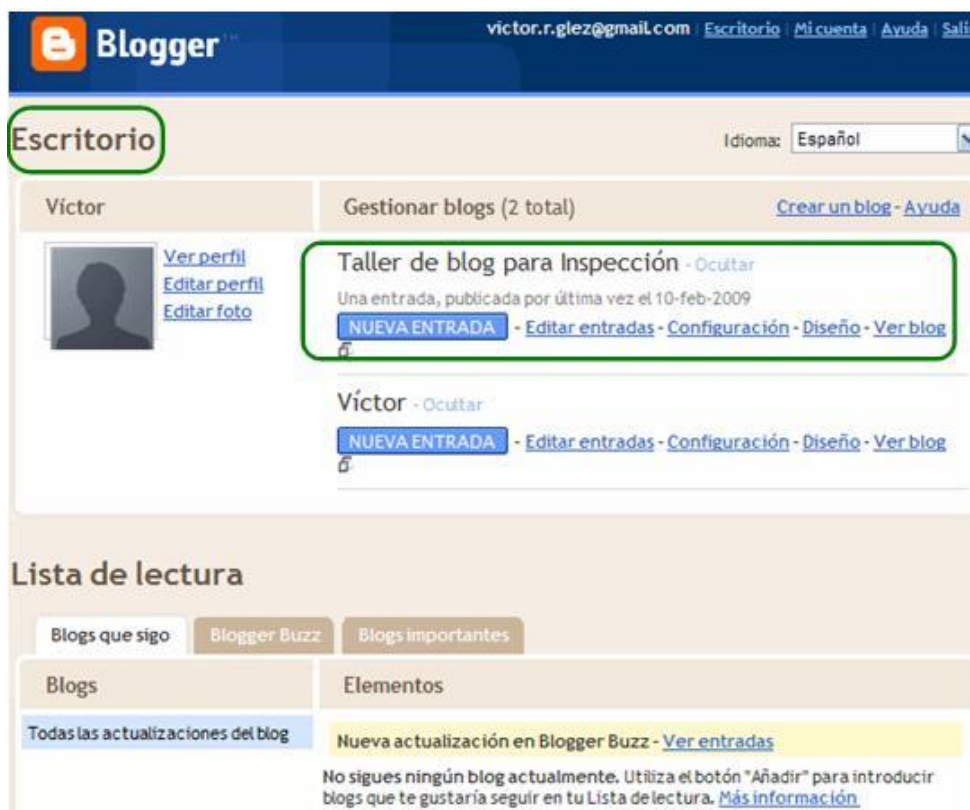 Blogger™
victor.r.glez@gmail.com | Escritorio | Mi cuenta | Ayuda | Sali
Escritorio
Idioma: Español
Víctor
Gestionar blogs (2 total)
Crear un blog - Ayuda
Ver perfil
Editar perfil
Editar foto
Taller de blog para Inspección - Ocultar
Una entrada, publicada por última vez el 10-feb-2009
NUEVA ENTRADA - Editar entradas - Configuración - Diseño - Ver blog
Víctor - Ocultar
NUEVA ENTRADA - Editar entradas - Configuración - Diseño - Ver blog
Lista de lectura
Blogs que sigo
Blogger Buzz
Blogs importantes
Blogs
Elementos
Todas las actualizaciones del blog
Nueva actualización en Blogger Buzz - Ver entradas
No sigues ningún blog actualmente. Utiliza el botón "Añadir" para introducir
blogs que te gustaría seguir en tu Lista de lectura. Más información